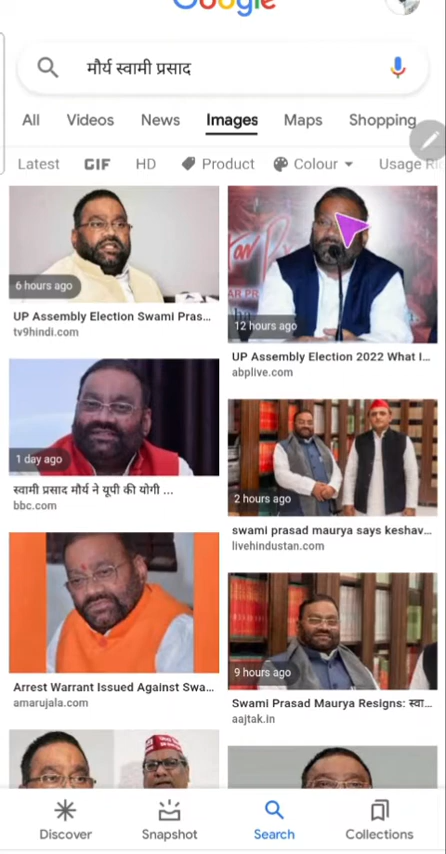 Google
मौर्य स्वामी प्रसाद
All Videos News Images Maps Shopping
Latest GIF HD Product Colour Usage
6 hours ago
UP Assembly Election Swami Pras...
tv9hindi.com
12 hours ago
UP Assembly Election 2022 What I...
abplive.com
1 day ago
स्वामी प्रसाद मौर्य ने यूपी की योगी ...
bbc.com
2 hours ago
swami prasad maurya says keshav...
livehindustan.com
Arrest Warrant Issued Against Swa...
amarujala.com
9 hours ago
Swami Prasad Maurya Resigns: स्वा...
aajtak.in
Discover Snapshot Search Collections